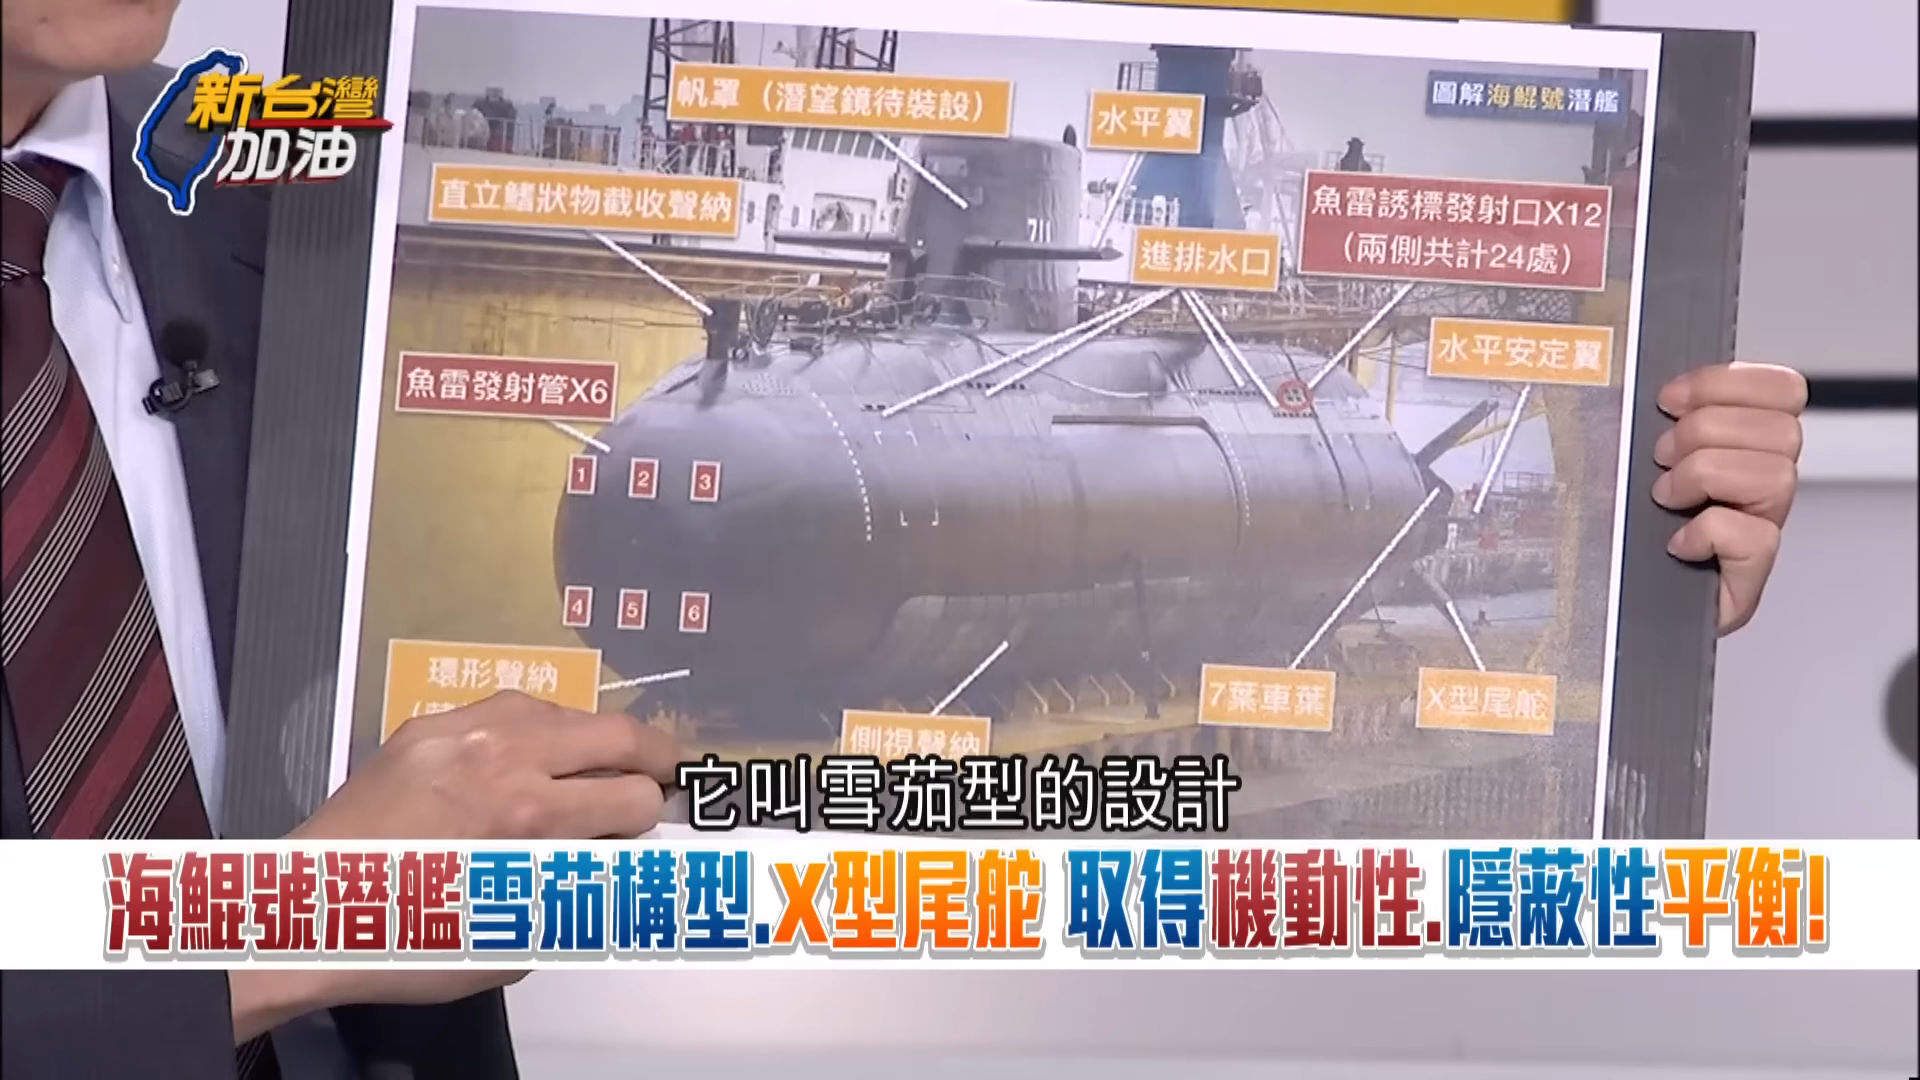 新台灣
加油
圖解海鯤號潛艦
帆罩（潛望鏡待裝設）
水平翼
直立鰭狀物截收聲納
魚雷誘標發射口X12
（兩側共計24處）
711
進排水口
水平安定翼
魚雷發射管X6
1 2 3
4 5 6
環形聲納
側視聲納
7葉車葉
X型尾舵
它叫雪茄型的設計
海鯤號潛艦雪茄構型.X型尾舵 取得機動性.隱蔽性平衡!